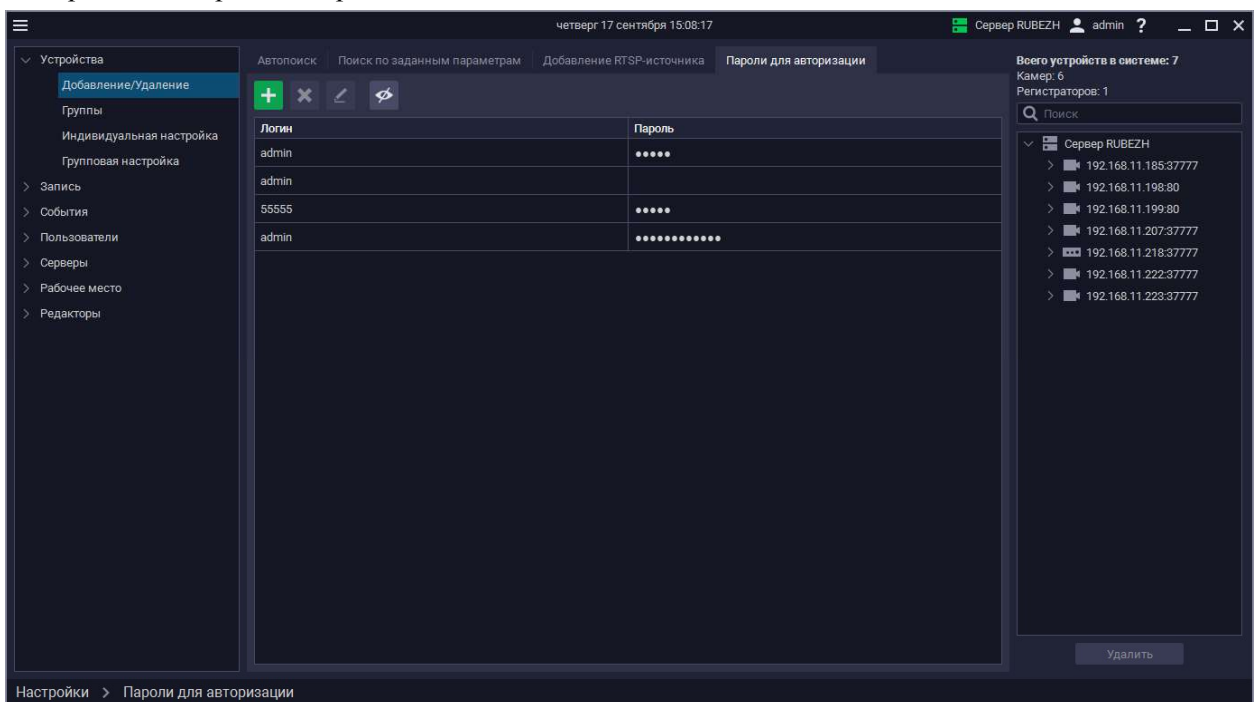 четверг 17 сентября 15:08:17
Сервер RUBEZH admin ?
Устройства
Добавление/Удаление
Группы
Индивидуальная настройка
Групповая настройка
Запись
События
Пользователи
Серверы
Рабочее место
Редакторы
Автопоиск Поиск по заданным параметрам Добавление RTSP-источника Пароли для авторизации
Логин Пароль
admin •••••
admin
55555 •••••
admin ••••••••••••
Всего устройств в системе: 7
Камер: 6
Регистраторов: 1
Поиск
Сервер RUBEZH
192.168.11.185:37777
192.168.11.198:80
192.168.11.199:80
192.168.11.207:37777
192.168.11.218:37777
192.168.11.222:37777
192.168.11.223:37777
Удалить
Настройки > Пароли для авторизации